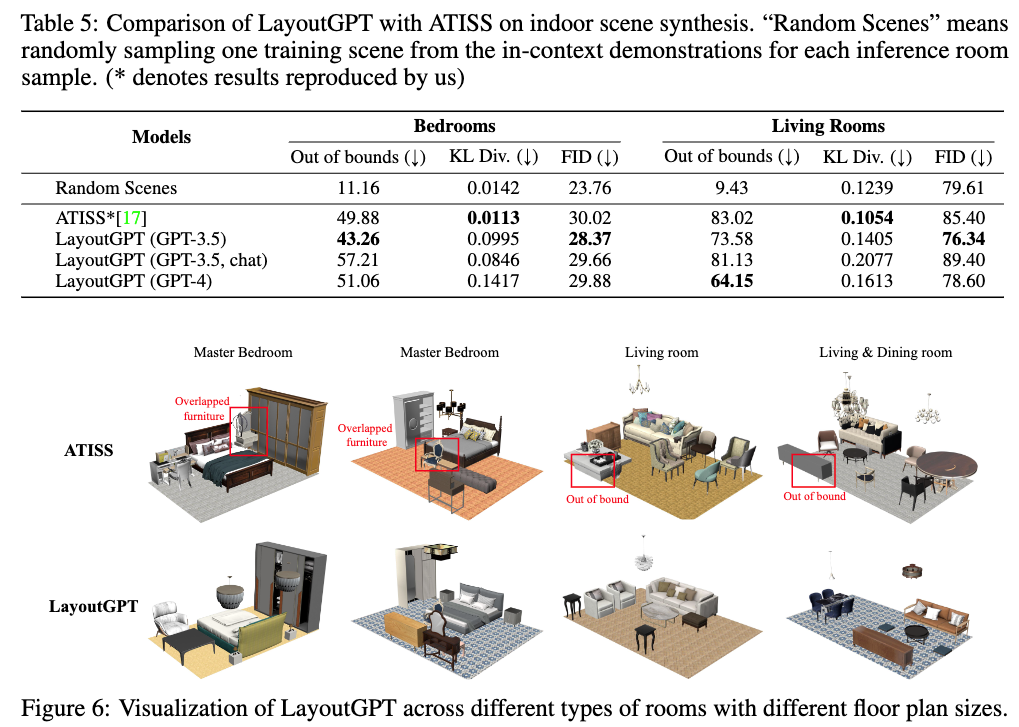 Table 5: Comparison of LayoutGPT with ATISS on indoor scene synthesis. “Random Scenes” means
randomly sampling one training scene from the in-context demonstrations for each inference room
sample. (* denotes results reproduced by us)
Models Bedrooms Living Rooms
Out of bounds (↓) KL Div. (↓) FID (↓) Out of bounds (↓) KL Div. (↓) FID (↓)
Random Scenes 11.16 0.0142 23.76 9.43 0.1239 79.61
ATISS*[17] 49.88 0.0113 30.02 83.02 0.1054 85.40
LayoutGPT (GPT-3.5) 43.26 0.0995 28.37 73.58 0.1405 76.34
LayoutGPT (GPT-3.5, chat) 57.21 0.0846 29.66 81.13 0.2077 89.40
LayoutGPT (GPT-4) 51.06 0.1417 29.88 64.15 0.1613 78.60
Master Bedroom Master Bedroom Living room Living & Dining room
ATISS
Overlapped
furniture
Overlapped
furniture
Out of bound
Out of bound
LayoutGPT
Figure 6: Visualization of LayoutGPT across different types of rooms with different floor plan sizes.